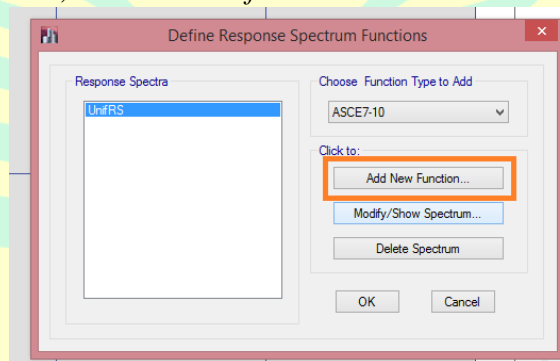 Define Response Spectrum Functions
Response Spectra
UnifRS
Choose Function Type to Add
ASCE7-10
Click to:
Add New Function...
Modify/Show Spectrum...
Delete Spectrum
OK
Cancel